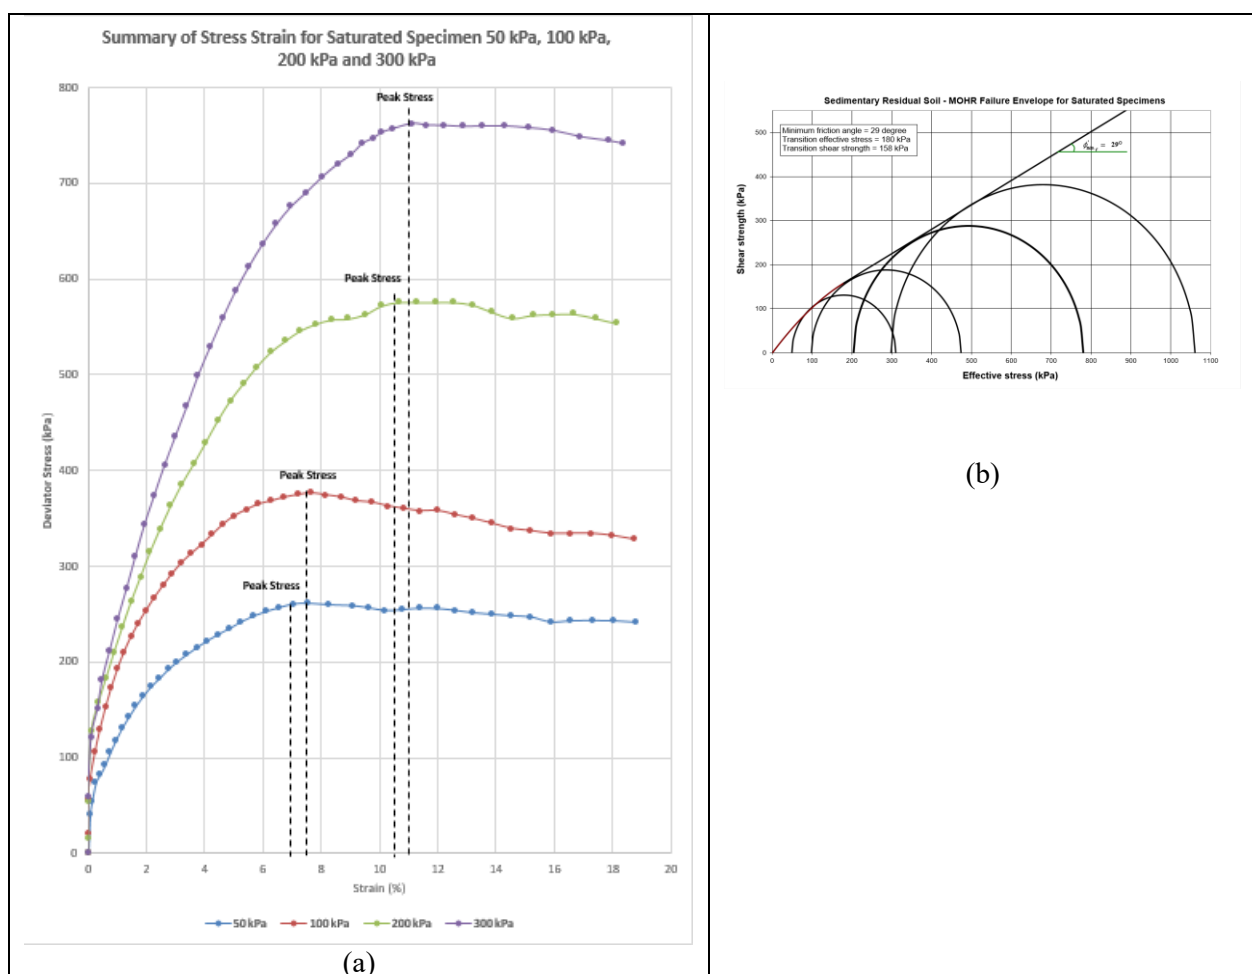 Summary of Stress Strain for Saturated Specimen 50 kPa, 100 kPa,
200 kPa and 300 kPa
800
700
600
500
400
300
200
100
0
Deviator Stress (kPa)
Peak Stress
Peak Stress
Peak Stress
Peak Stress
0 2 4 6 8 10 12 14 16 18 20
Strain (%)
50 kPa 100 kPa 200 kPa 300 kPa
(a)
Sedimentary Residual Soil - MOHR Failure Envelope for Saturated Specimens
Minimum friction angle = 29 degree
Transition effective stress = 180 kPa
Transition shear strength = 158 kPa
= 29°
500
400
300
200
100
0
Shear strength (kPa)
0 100 200 300 400 500 600 700 800 900 1000 1100
Effective stress (kPa)
(b)